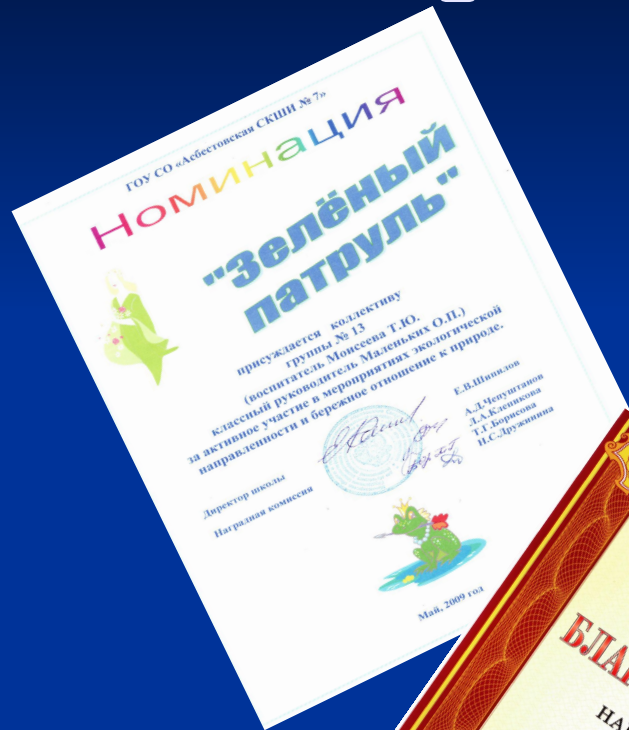 ГОУ СО «Асбестовская СКШИ № 7»
Номинация
"Зелёный
патруль"
присуждается коллективу
группы № 13
(воспитатель Моисеева Т.Ю.
классный руководитель Маленьких О.П.)
за активное участие в мероприятиях экологической
направленности и бережное отношение к природе.
Директор школы
Е.В.Шипилов
Наградная комиссия
А.Д.Чепуштанов
Л.А.Клепикова
Т.Г.Борисова
Н.С.Дружинина
Май, 2009 год
БЛА
НА